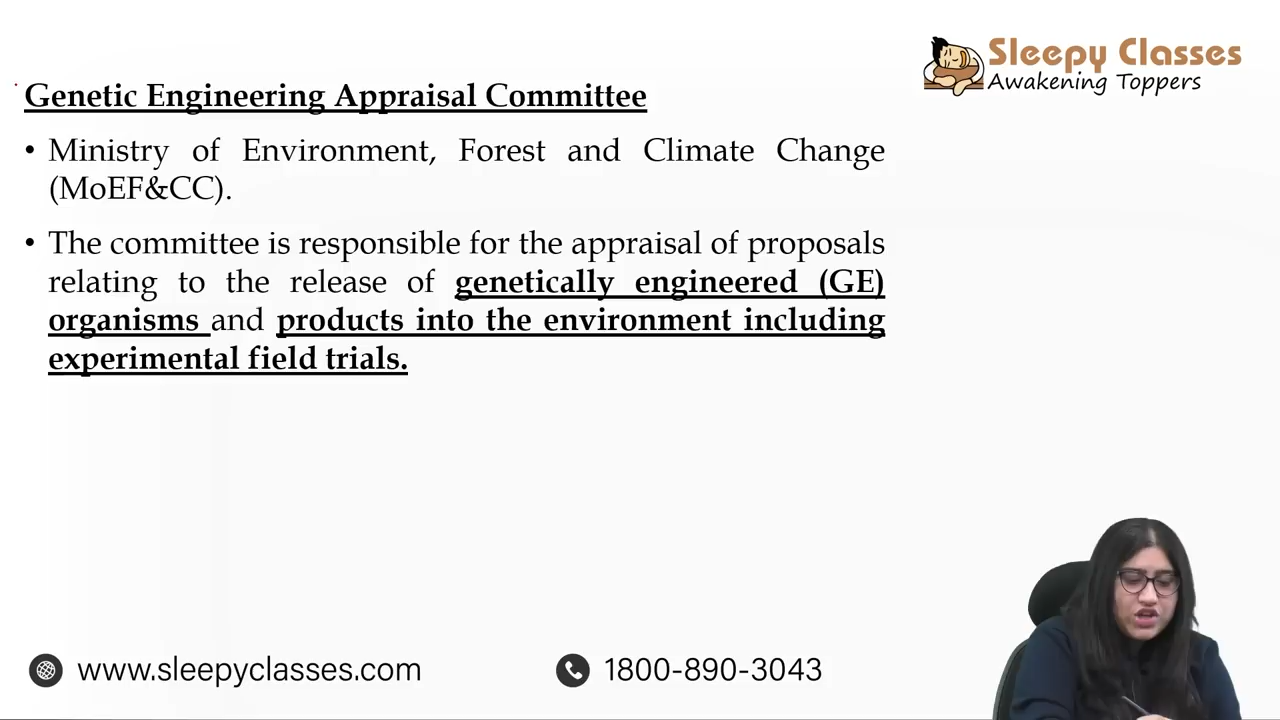 Sleepy Classes
Awakening Toppers
Genetic Engineering Appraisal Committee
• Ministry of Environment, Forest and Climate Change
(MoEF&CC).
• The committee is responsible for the appraisal of proposals
relating to the release of genetically engineered (GE)
organisms and products into the environment including
experimental field trials.
www.sleepyclasses.com
1800-890-3043